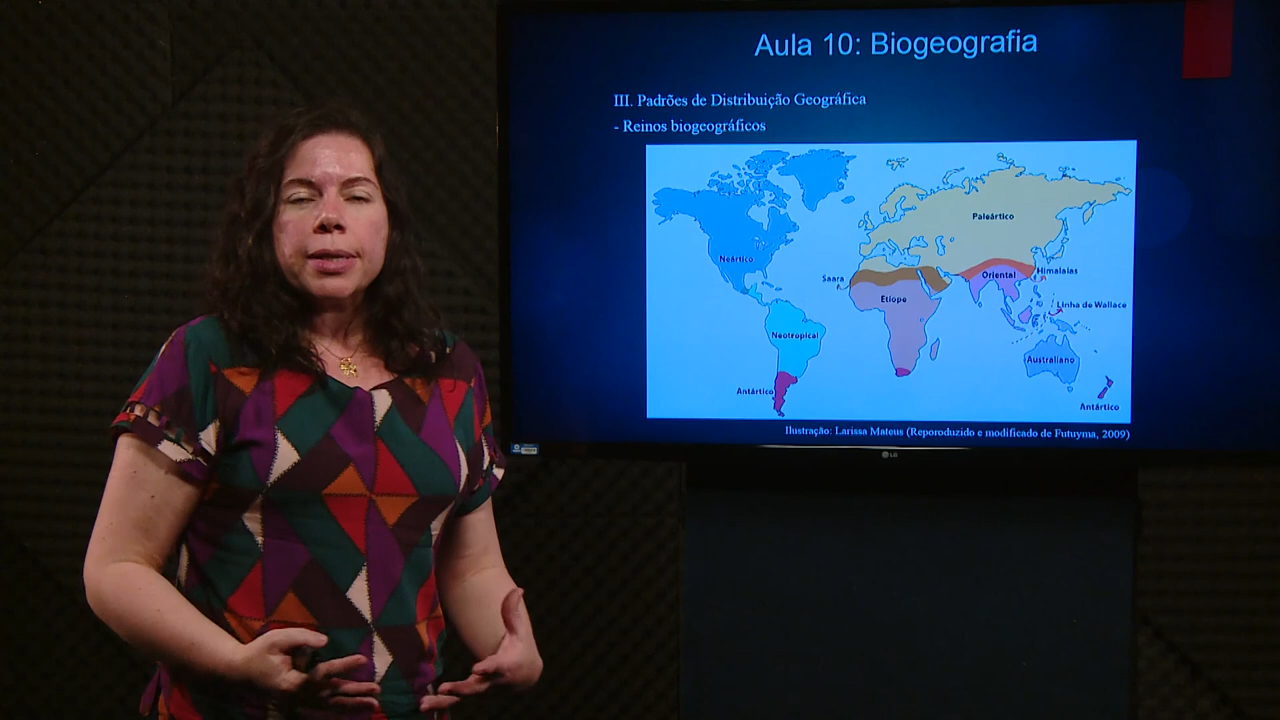 Aula 10: Biogeografia
III. Padrões de Distribuição Geográfica
- Reinos biogeográficos
Paleártico
Neártico
Saara
Oriental
Himalaias
Etíope
Linha de Wallace
Neotropical
Australiano
Antártico
Antártico
Ilustração: Larissa Mateus (Reporoduzido e modificado de Futuyma, 2009)
LG